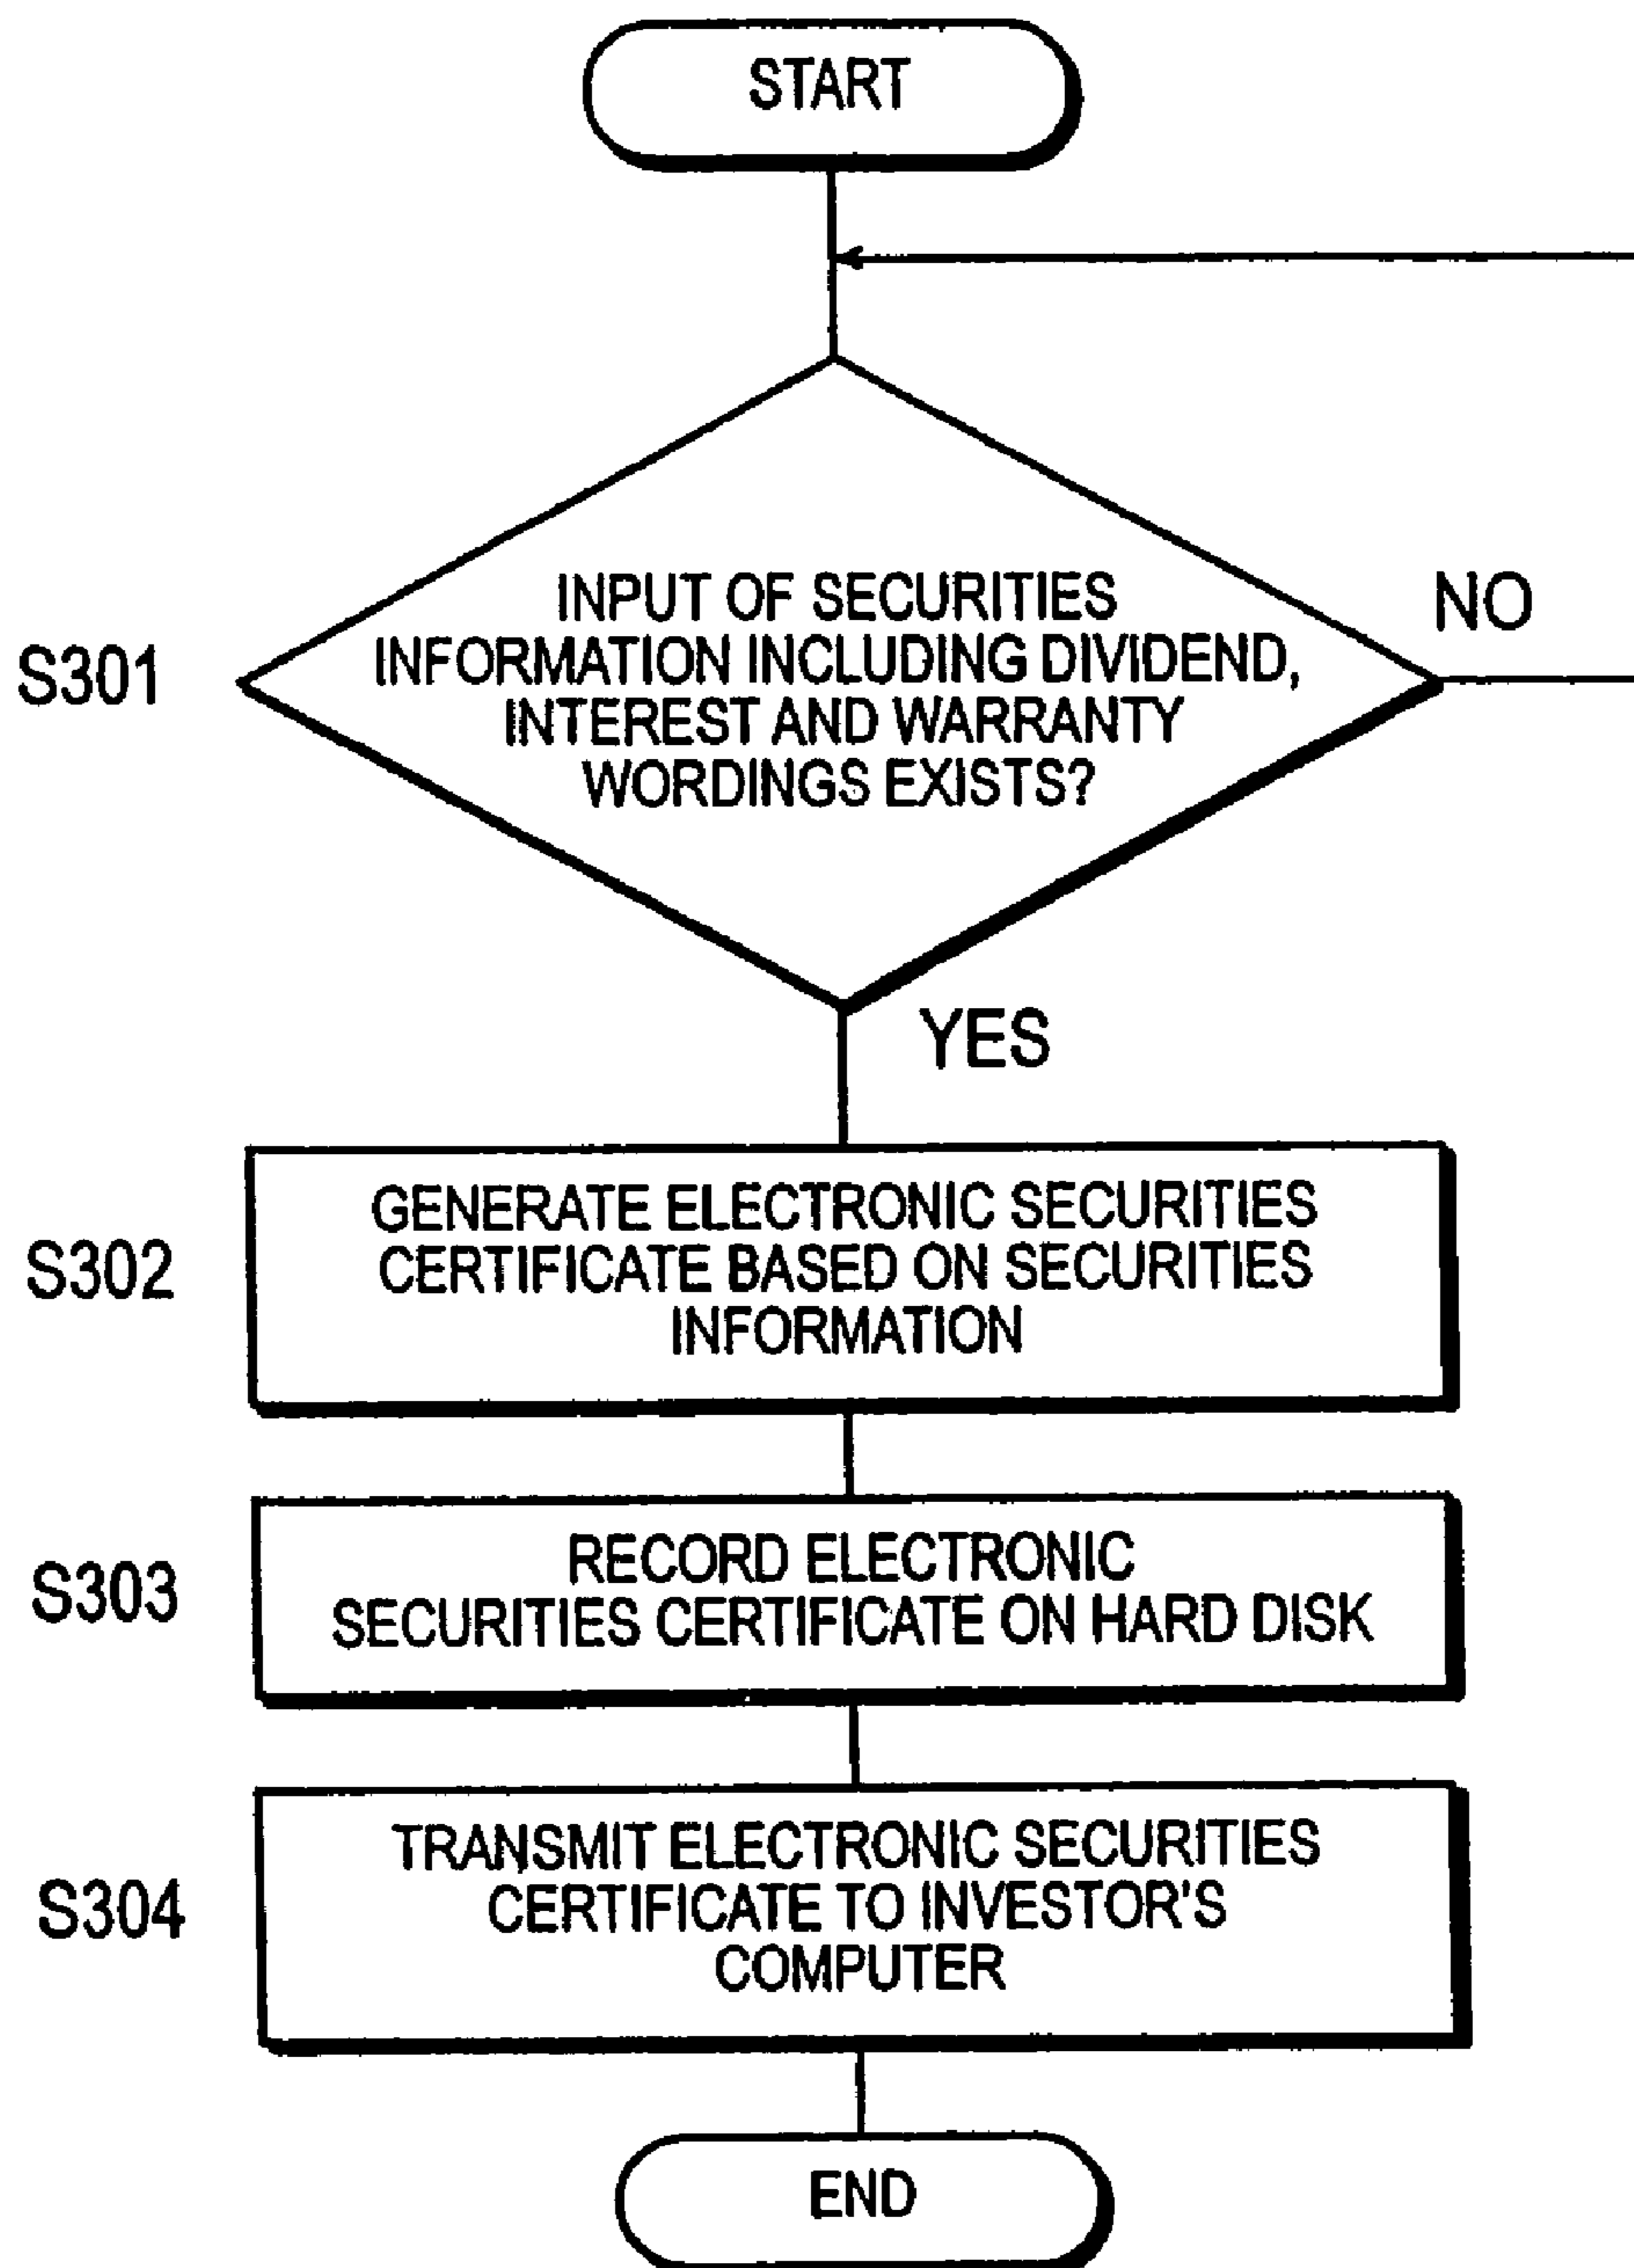 START
INPUT OF SECURITIES
INFORMATION INCLUDING DIVIDEND,
INTEREST AND WARRANTY
WORDINGS EXISTS?
NO
S301
YES
GENERATE ELECTRONIC SECURITIES
CERTIFICATE BASED ON SECURITIES
INFORMATION
S302
RECORD ELECTRONIC
SECURITIES CERTIFICATE ON HARD DISK
S303
TRANSMIT ELECTRONIC SECURITIES
CERTIFICATE TO INVESTOR'S
COMPUTER
S304
END